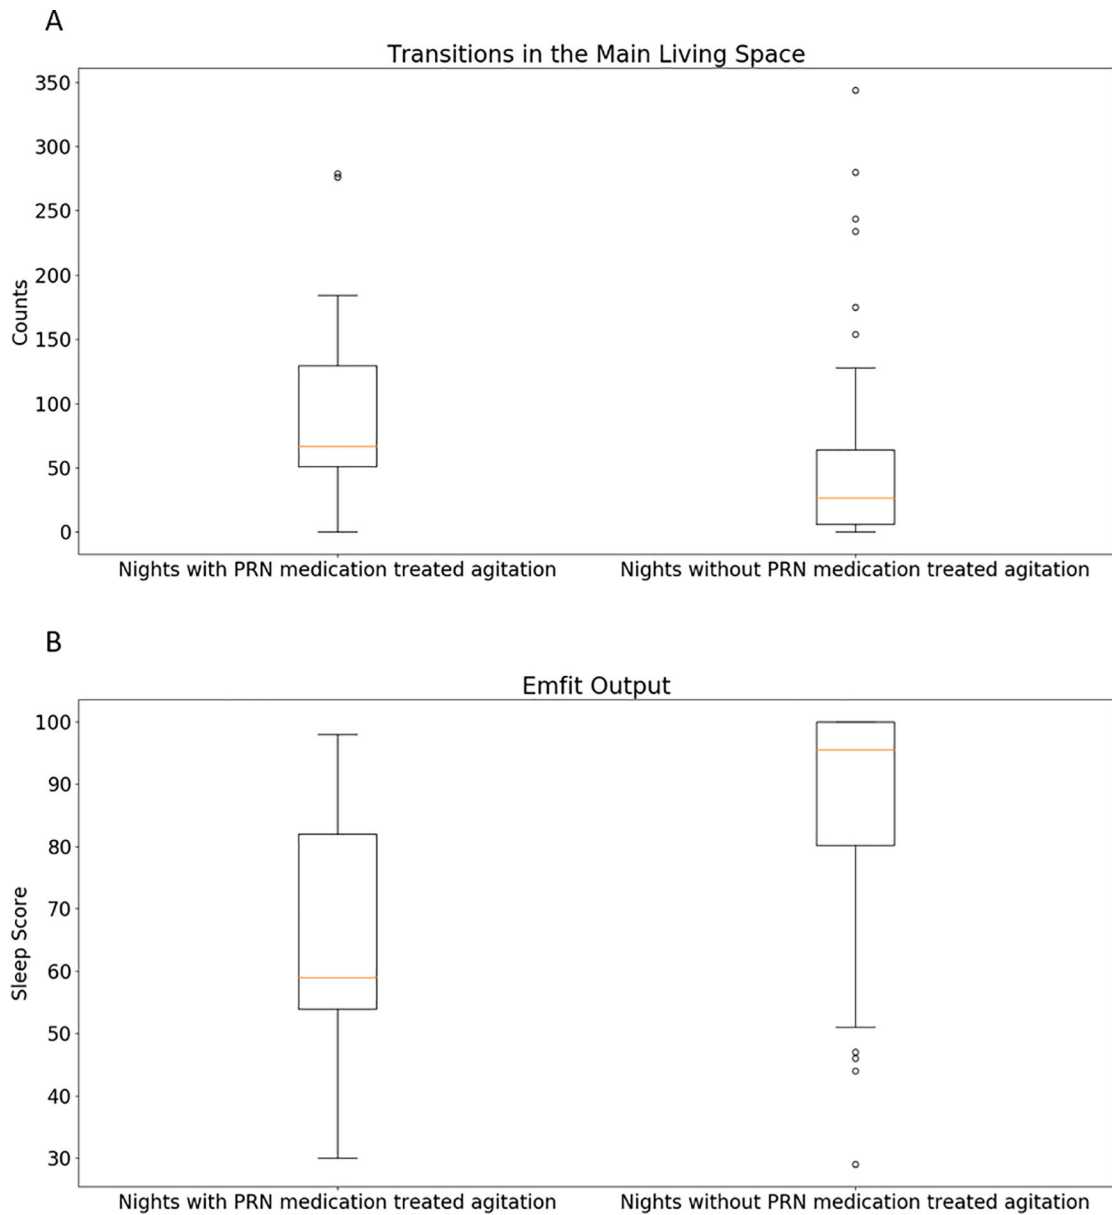 A
Transitions in the Main Living Space
350
300
250
200
150
100
50
0
Counts
Nights with PRN medication treated agitation
Nights without PRN medication treated agitation
B
Emfit Output
100
90
80
70
60
50
40
30
Sleep Score
Nights with PRN medication treated agitation
Nights without PRN medication treated agitation